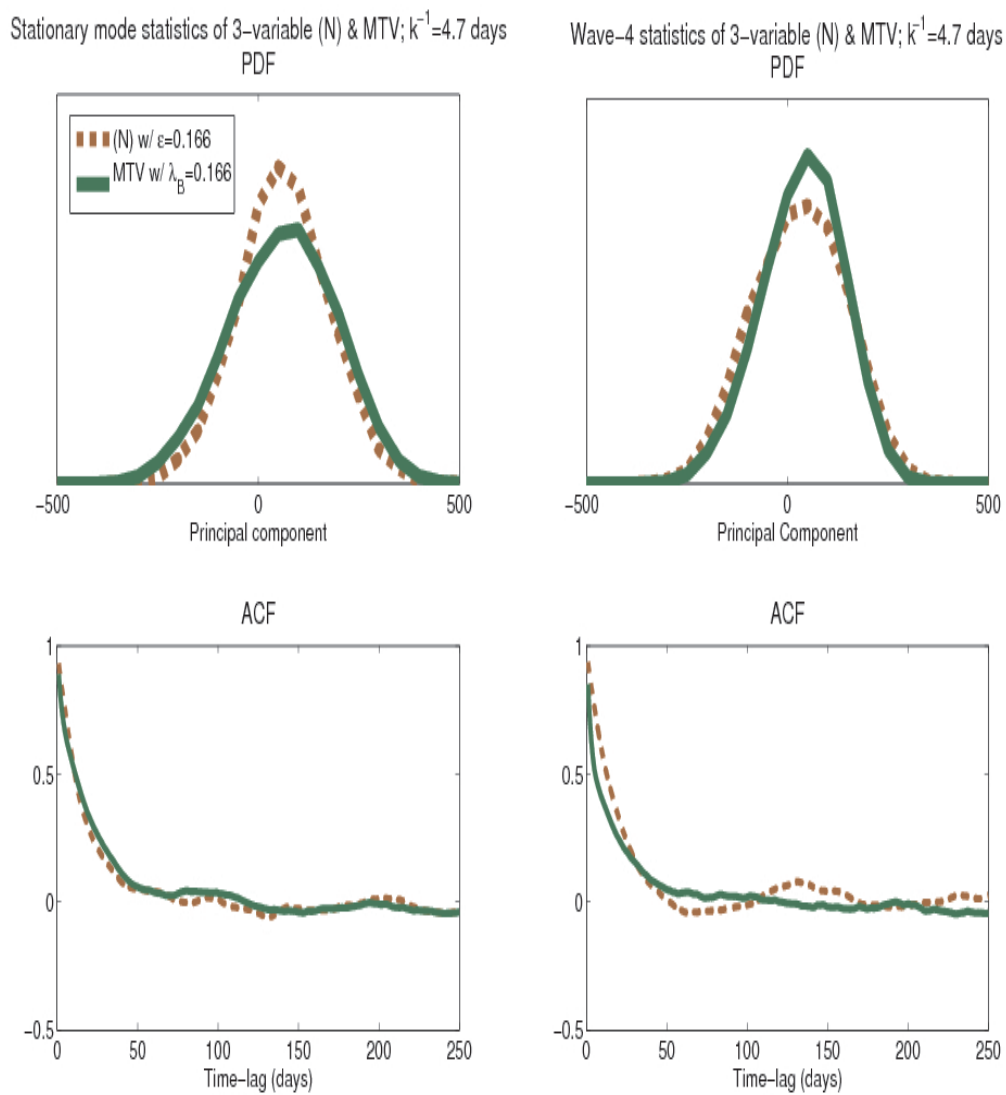 Stationary mode statistics of 3−variable (N) & MTV; k⁻¹=4.7 days
PDF
(N) w/ ε=0.166
MTV w/ λ_B=0.166
−500 0 500
Principal component
Wave−4 statistics of 3−variable (N) & MTV; k⁻¹=4.7 days
PDF
−500 0 500
Principal Component
ACF
1
0.5
0
−0.5
0 50 100 150 200 250
Time−lag (days)
ACF
1
0.5
0
−0.5
0 50 100 150 200 250
Time−lag (days)